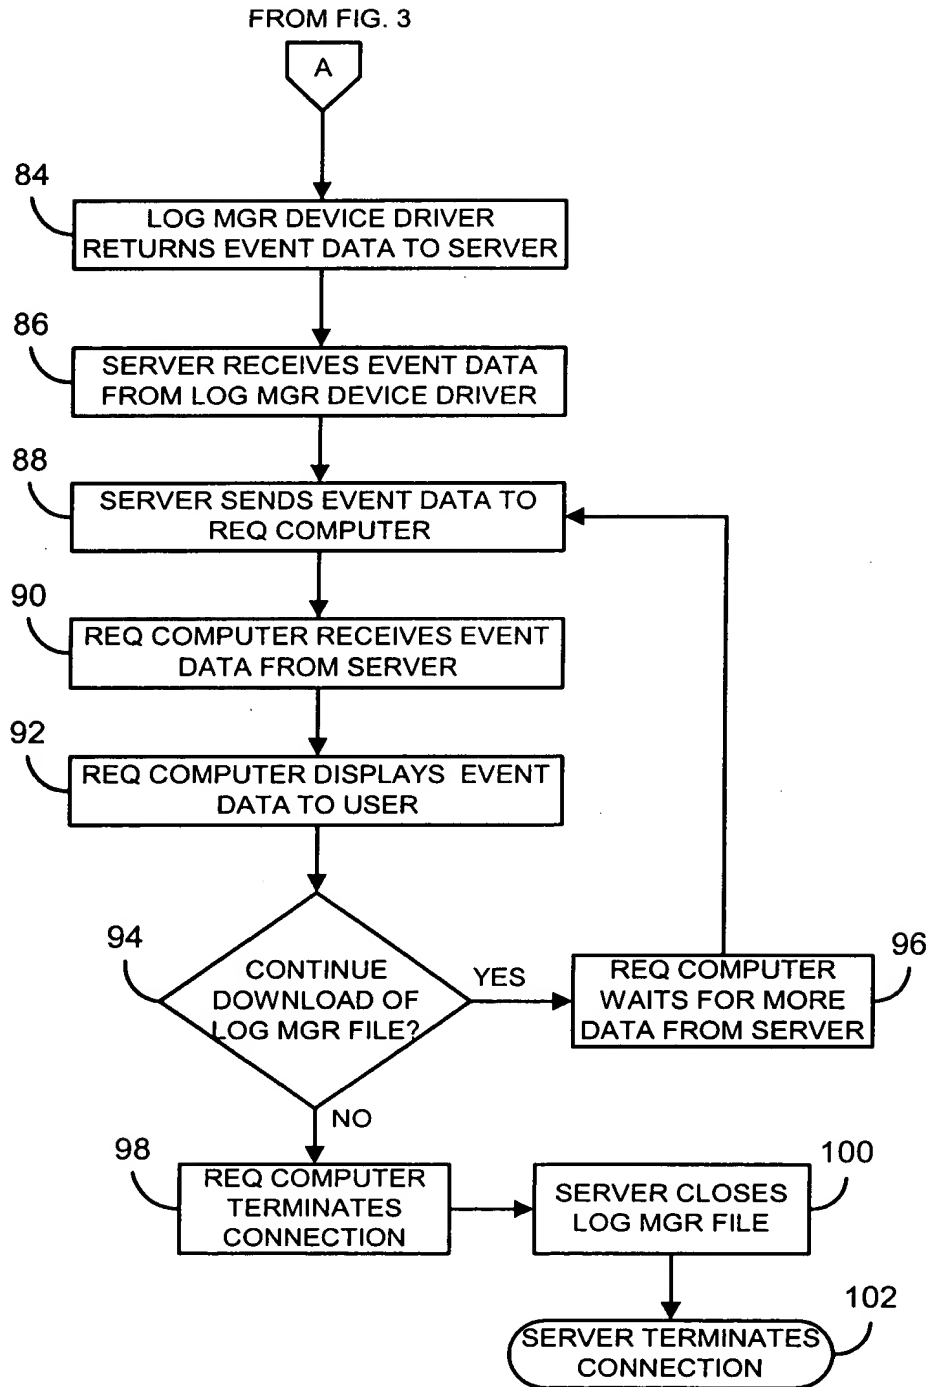 FROM FIG. 3
A
84
LOG MGR DEVICE DRIVER
RETURNS EVENT DATA TO SERVER
86
SERVER RECEIVES EVENT DATA
FROM LOG MGR DEVICE DRIVER
88
SERVER SENDS EVENT DATA TO
REQ COMPUTER
90
REQ COMPUTER RECEIVES EVENT
DATA FROM SERVER
92
REQ COMPUTER DISPLAYS EVENT
DATA TO USER
94
CONTINUE
DOWNLOAD OF
LOG MGR FILE?
YES
96
REQ COMPUTER
WAITS FOR MORE
DATA FROM SERVER
NO
98
REQ COMPUTER
TERMINATES
CONNECTION
100
SERVER CLOSES
LOG MGR FILE
102
SERVER TERMINATES
CONNECTION